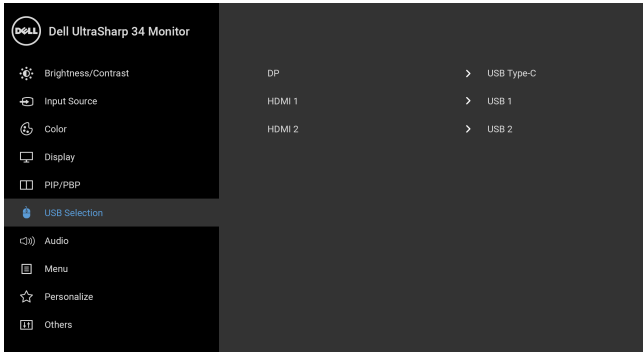 DELL Dell UltraSharp 34 Monitor
Brightness/Contrast
DP > USB Type-C
Input Source
HDMI 1 > USB 1
Color
HDMI 2 > USB 2
Display
PIP/PBP
USB Selection
Audio
Menu
Personalize
Others